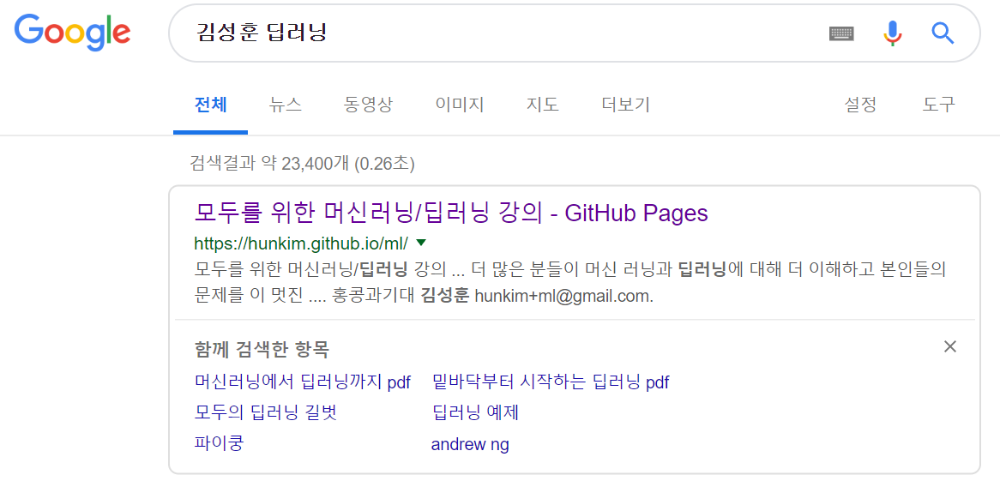 Google 김성훈 딥러닝
전체 뉴스 동영상 이미지 지도 더보기 설정 도구
검색결과 약 23,400개 (0.26초)
모두를 위한 머신러닝/딥러닝 강의 - GitHub Pages
https://hunkim.github.io/ml/
모두를 위한 머신러닝/딥러닝 강의 ... 더 많은 분들이 머신 러닝과 딥러닝에 대해 더 이해하고 본인들의
문제를 이 멋진 .... 홍콩과기대 김성훈 hunkim+ml@gmail.com.
함께 검색한 항목
머신러닝에서 딥러닝까지 pdf 밑바닥부터 시작하는 딥러닝 pdf
모두의 딥러닝 길벗 딥러닝 예제
파이쿵 andrew ng